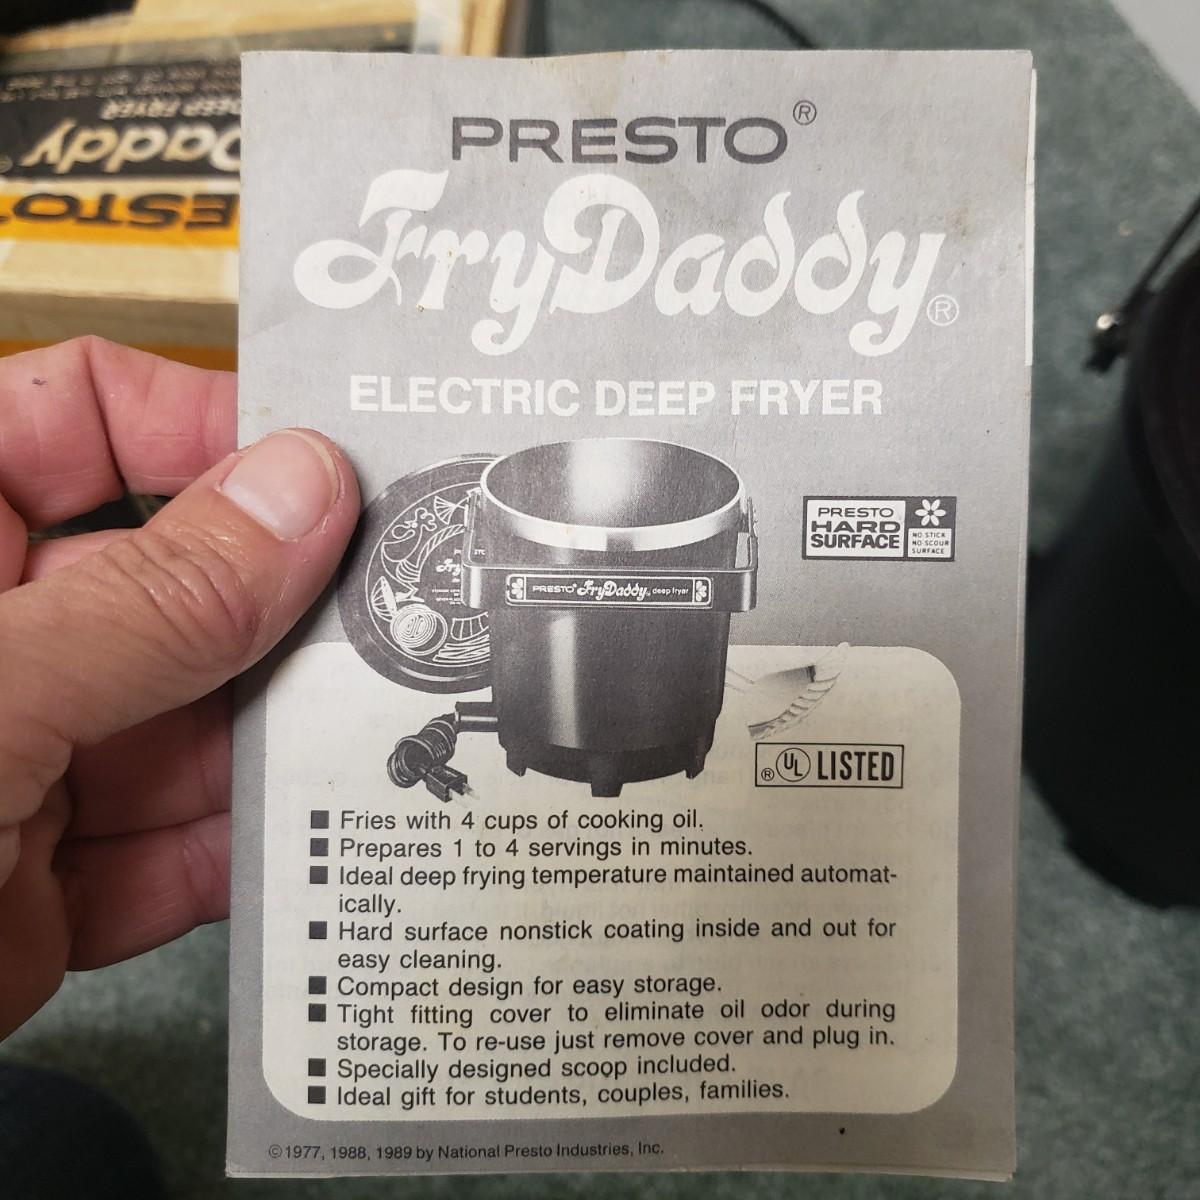 DEEP FRYER
Daddy
ESTO
PRESTO®
FryDaddy®
ELECTRIC DEEP FRYER
PRESTO
HARD
SURFACE
NO STICK
NO SCOUR
SURFACE
PRESTO® FryDaddy® deep fryer
® UL LISTED
■ Fries with 4 cups of cooking oil.
■ Prepares 1 to 4 servings in minutes.
■ Ideal deep frying temperature maintained automat-
ically.
■ Hard surface nonstick coating inside and out for
easy cleaning.
■ Compact design for easy storage.
■ Tight fitting cover to eliminate oil odor during
storage. To re-use just remove cover and plug in.
■ Specially designed scoop included.
■ Ideal gift for students, couples, families.
©1977, 1988, 1989 by National Presto Industries, Inc.